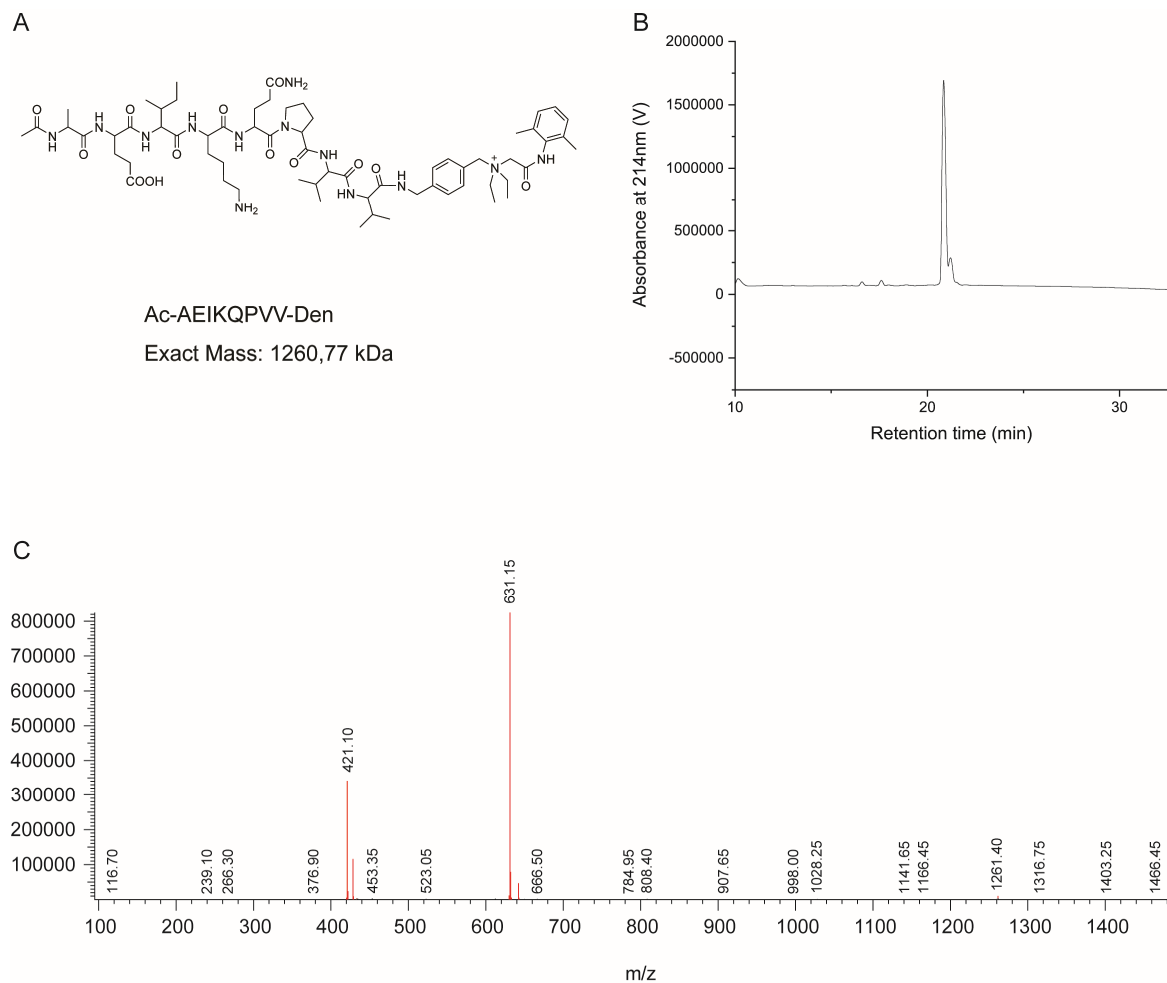 A
CONH2
O
O
H
N
O
H
N
O
N
H
O
N
H
O
N
H
O
N
O
O
H
N
O
O
H
N
N
+
O
NH
HN
COOH
NH2
Ac-AEIKQPVV-Den
Exact Mass: 1260,77 kDa
B
Absorbance at 214nm (V)
2000000
1500000
1000000
500000
0
-500000
10
20
30
Retention time (min)
C
800000
700000
600000
500000
400000
300000
200000
100000
116.70
239.10
266.30
376.90
421.10
453.35
523.05
631.15
666.50
784.95
808.40
907.65
998.00
1028.25
1141.65
1166.45
1261.40
1316.75
1403.25
1466.45
100 200 300 400 500 600 700 800 900 1000 1100 1200 1300 1400
m/z